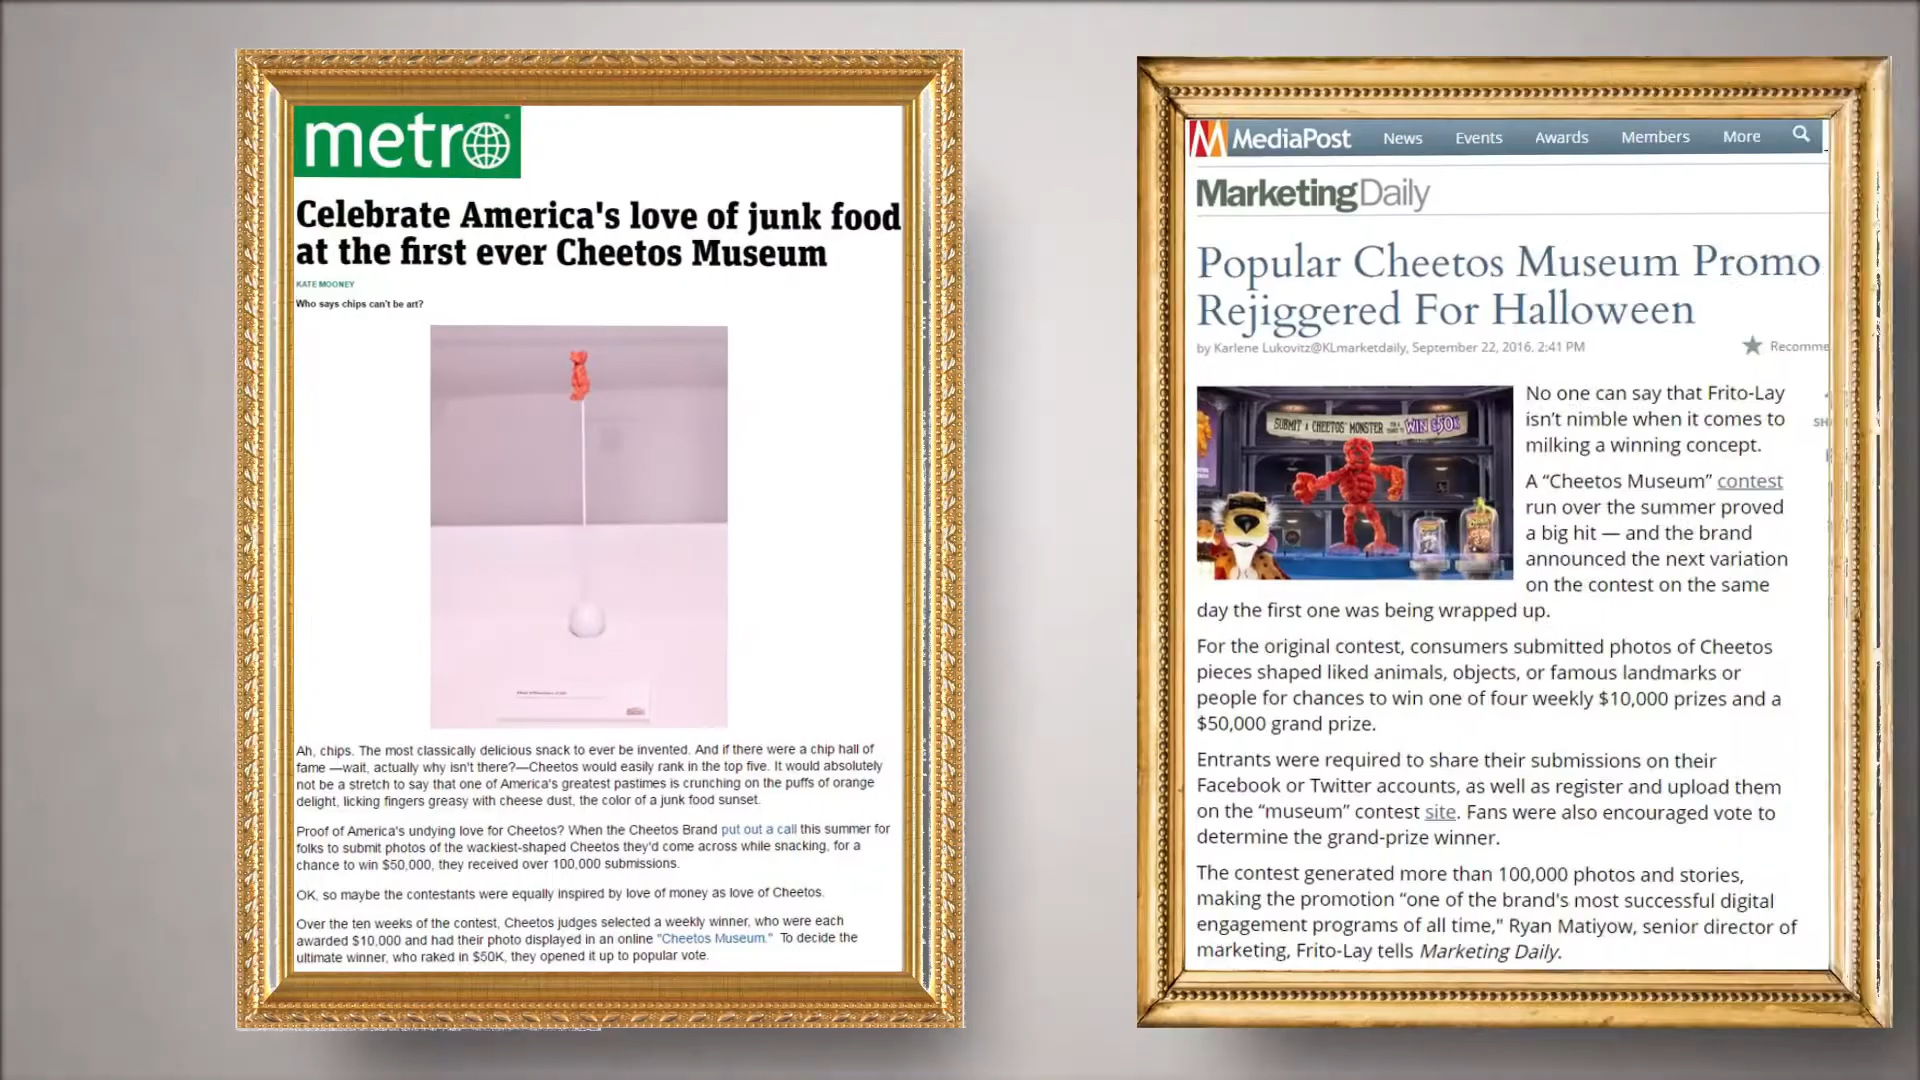 metro
Celebrate America's love of junk food
at the first ever Cheetos Museum
KATE MOONEY
Who says chips can't be art?
Ah, chips. The most classically delicious snack to ever be invented. And if there were a chip hall of
fame —wait, actually why isn't there?—Cheetos would easily rank in the top five. It would absolutely
not be a stretch to say that one of America's greatest pastimes is crunching on the puffs of orange
delight, licking fingers greasy with cheese dust, the color of a junk food sunset.
Proof of America's undying love for Cheetos? When the Cheetos Brand put out a call this summer for
folks to submit photos of the wackiest-shaped Cheetos they'd come across while snacking, for a
chance to win $50,000, they received over 100,000 submissions.
OK, so maybe the contestants were equally inspired by love of money as love of Cheetos.
Over the ten weeks of the contest, Cheetos judges selected a weekly winner, who were each
awarded $10,000 and had their photo displayed in an online "Cheetos Museum." To decide the
ultimate winner, who raked in $50K, they opened it up to popular vote.
MediaPost News Events Awards Members More
MarketingDaily
Popular Cheetos Museum Promo
Rejiggered For Halloween
by Karlene Lukovitz@KLmarketdaily, September 22, 2016, 2:41 PM
Recomme
SUBMIT A CHEETOS MONSTER WIN $50K
No one can say that Frito-Lay
isn't nimble when it comes to
milking a winning concept.
A “Cheetos Museum” contest
run over the summer proved
a big hit — and the brand
announced the next variation
on the contest on the same
day the first one was being wrapped up.
For the original contest, consumers submitted photos of Cheetos
pieces shaped liked animals, objects, or famous landmarks or
people for chances to win one of four weekly $10,000 prizes and a
$50,000 grand prize.
Entrants were required to share their submissions on their
Facebook or Twitter accounts, as well as register and upload them
on the “museum” contest site. Fans were also encouraged vote to
determine the grand-prize winner.
The contest generated more than 100,000 photos and stories,
making the promotion “one of the brand's most successful digital
engagement programs of all time," Ryan Matiyow, senior director of
marketing, Frito-Lay tells Marketing Daily.